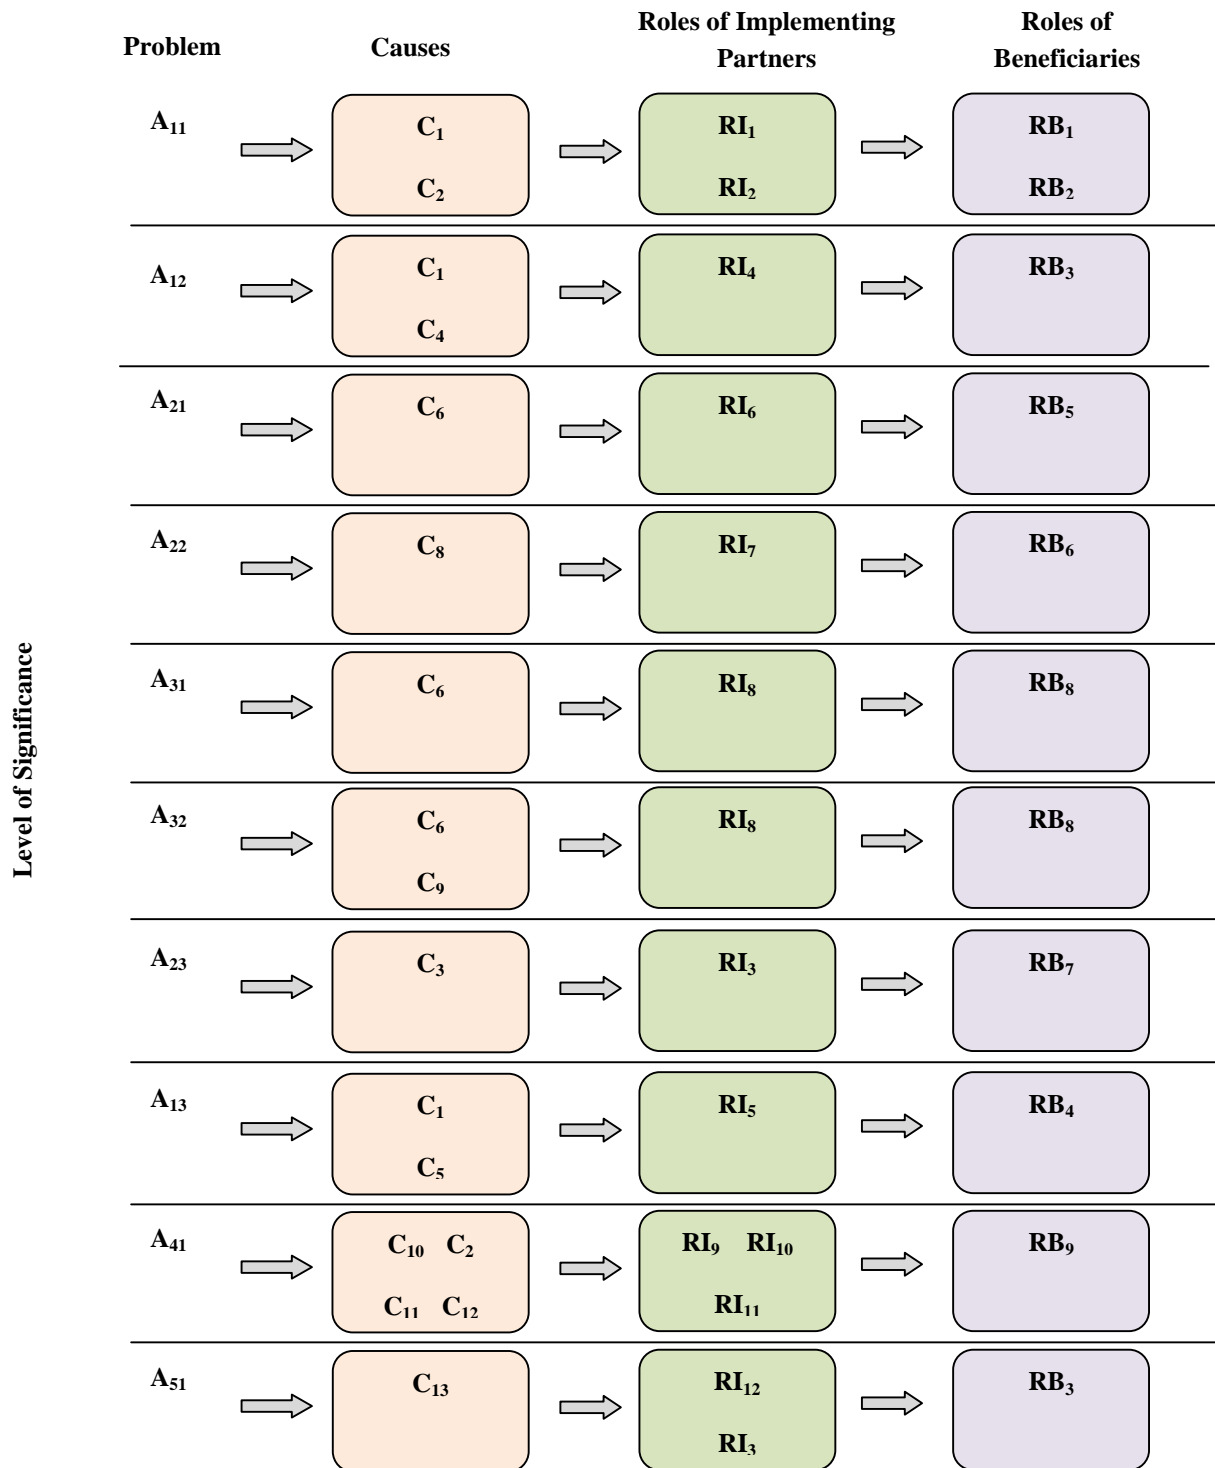 Problem Causes Roles of Implementing Partners Roles of Beneficiaries
A₁₁ C₁ RI₁ RB₁
C₂ RI₂ RB₂
A₁₂ C₁ RI₄ RB₃
C₄
A₂₁ C₆ RI₆ RB₅
A₂₂ C₈ RI₇ RB₆
A₃₁ C₆ RI₈ RB₈
Level of Significance
A₃₂ C₆ RI₈ RB₈
C₉
A₂₃ C₃ RI₃ RB₇
A₁₃ C₁ RI₅ RB₄
C₅
A₄₁ C₁₀ C₂ RI₉ RI₁₀ RB₉
C₁₁ C₁₂ RI₁₁
A₅₁ C₁₃ RI₁₂ RB₃
RI₃